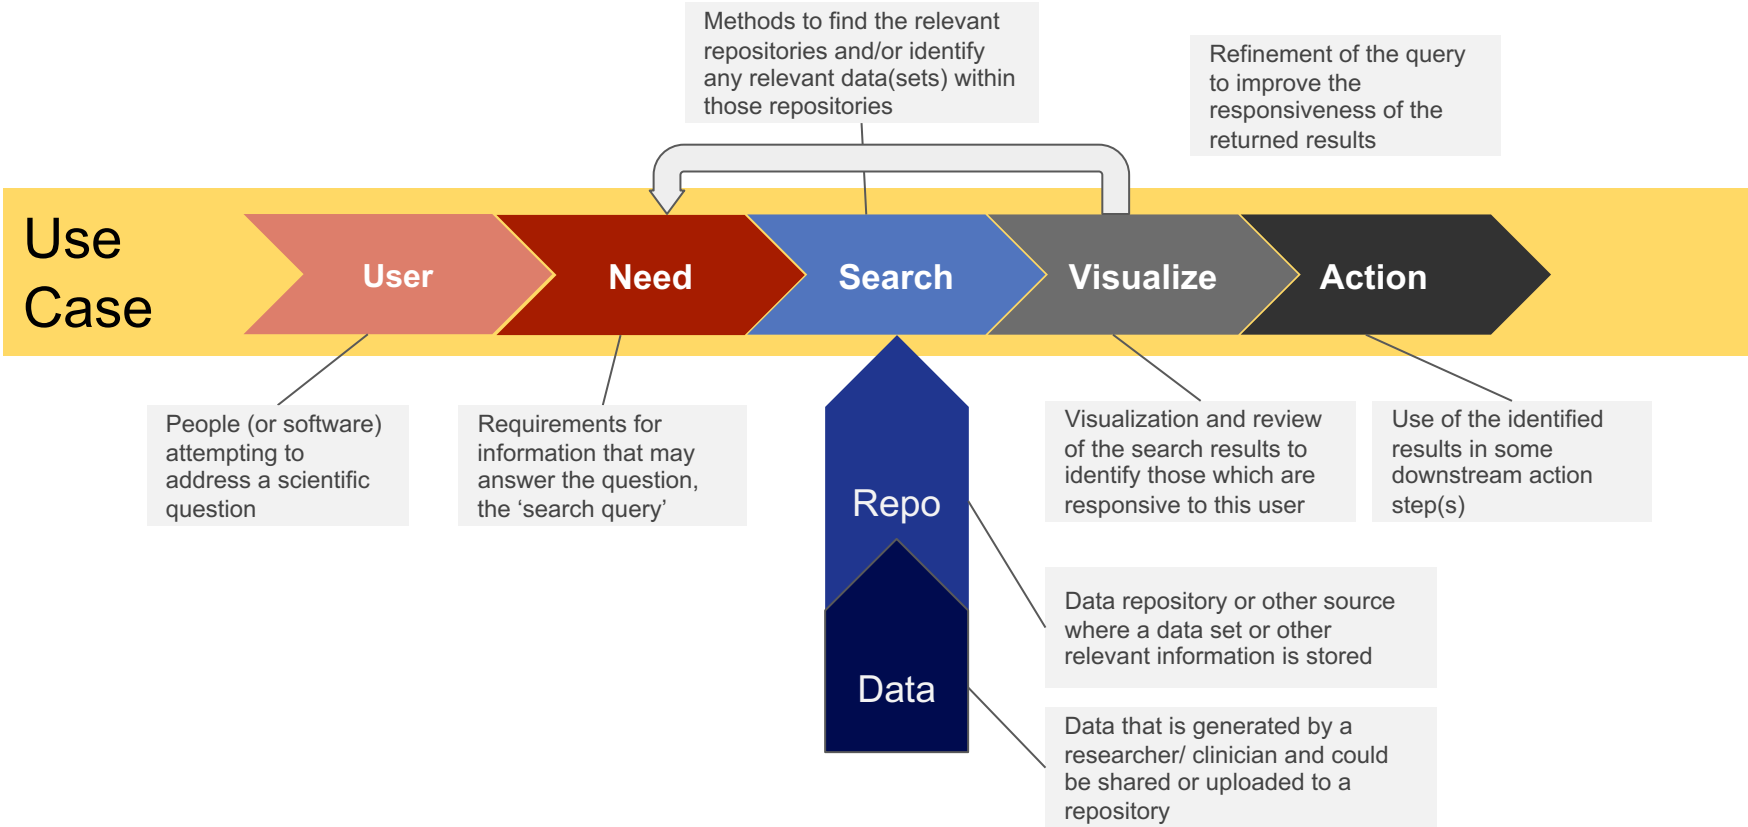 Methods to find the relevant
repositories and/or identify
any relevant data(sets) within
those repositories
Refinement of the query
to improve the
responsiveness of the
returned results
Use
Case
User
Need
Search
Visualize
Action
People (or software)
attempting to
address a scientific
question
Requirements for
information that may
answer the question,
the ‘search query’
Visualization and review
of the search results to
identify those which are
responsive to this user
Use of the identified
results in some
downstream action
step(s)
Repo
Data repository or other source
where a data set or other
relevant information is stored
Data
Data that is generated by a
researcher/ clinician and could
be shared or uploaded to a
repository